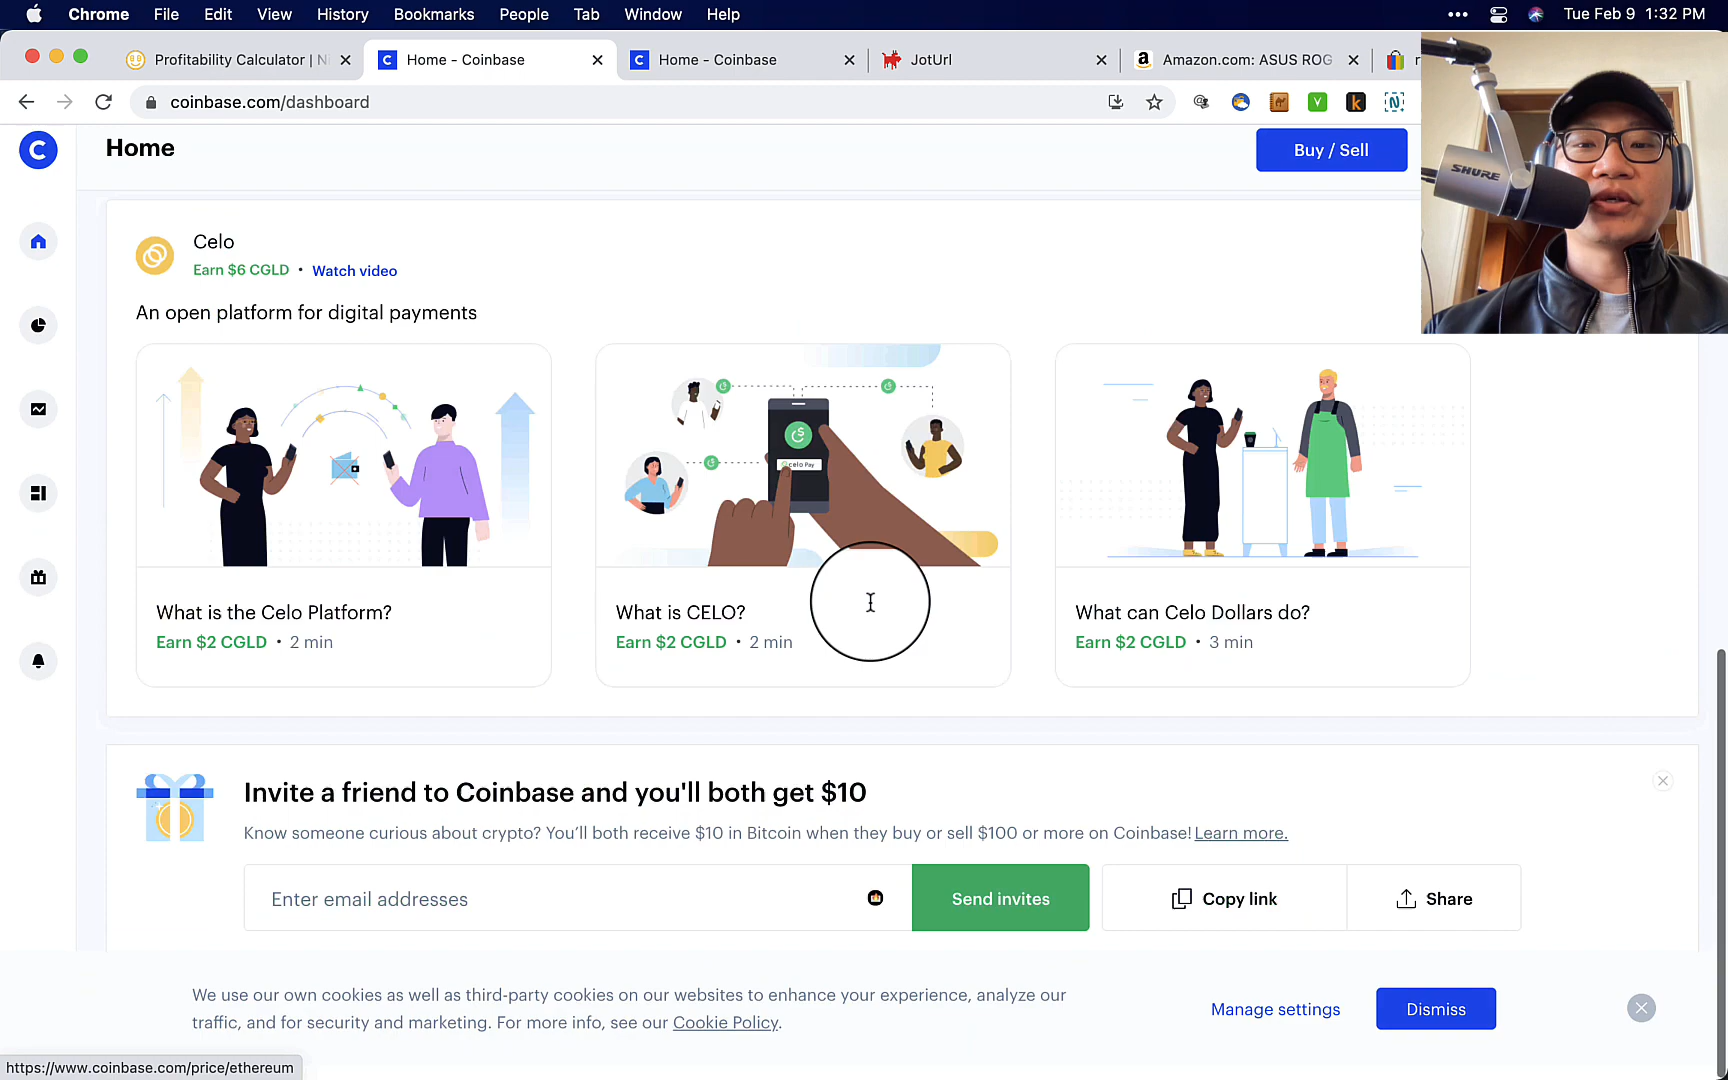 Chrome File Edit View History Bookmarks People Tab Window Help
Tue Feb 9 1:32 PM
Profitability Calculator | Ni
Home - Coinbase
Home - Coinbase
JotUrl
Amazon.com: ASUS ROG
r
coinbase.com/dashboard
Home
Buy / Sell
SHURE
Celo
Earn $6 CGLD • Watch video
An open platform for digital payments
celo Pay
What is the Celo Platform?
Earn $2 CGLD • 2 min
What is CELO?
Earn $2 CGLD • 2 min
What can Celo Dollars do?
Earn $2 CGLD • 3 min
Invite a friend to Coinbase and you'll both get $10
Know someone curious about crypto? You'll both receive $10 in Bitcoin when they buy or sell $100 or more on Coinbase! Learn more.
Enter email addresses
Send invites
Copy link
Share
We use our own cookies as well as third-party cookies on our websites to enhance your experience, analyze our
traffic, and for security and marketing. For more info, see our Cookie Policy.
Manage settings
Dismiss
https://www.coinbase.com/price/ethereum